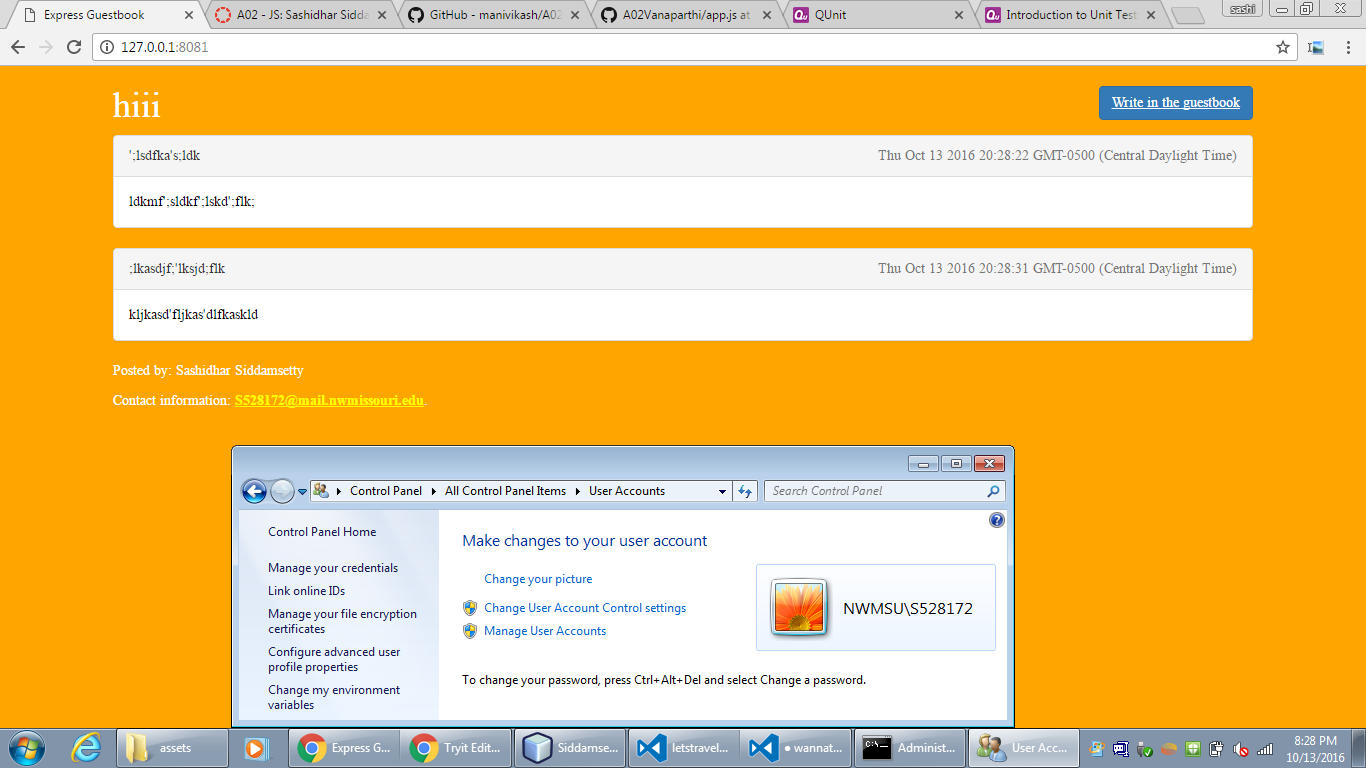 Express Guestbook
A02 - JS: Sashidhar Sidda
GitHub - manivikash/A02
A02Vanaparthi/app.js at
QUnit
Introduction to Unit Test
sashi
127.0.0.1:8081
hiii
Write in the guestbook
';lsdfka's;ldk
Thu Oct 13 2016 20:28:22 GMT-0500 (Central Daylight Time)
ldkmf';sldkf';lskd';flk;
;lkasdjf;'lksjd;flk
Thu Oct 13 2016 20:28:31 GMT-0500 (Central Daylight Time)
kljkasd'fljkas'dlfkaskld
Posted by: Sashidhar Siddamsetty
Contact information: S528172@mail.nwmissouri.edu.
Control Panel
All Control Panel Items
User Accounts
Search Control Panel
Control Panel Home
Manage your credentials
Link online IDs
Manage your file encryption
certificates
Configure advanced user
profile properties
Change my environment
variables
Make changes to your user account
Change your picture
Change User Account Control settings
Manage User Accounts
NWMSU\S528172
To change your password, press Ctrl+Alt+Del and select Change a password.
assets
Express G...
Tryit Edit...
Siddamse...
letstravel...
● wannat...
C:\_
Administ...
User Acc...
8:28 PM
10/13/2016